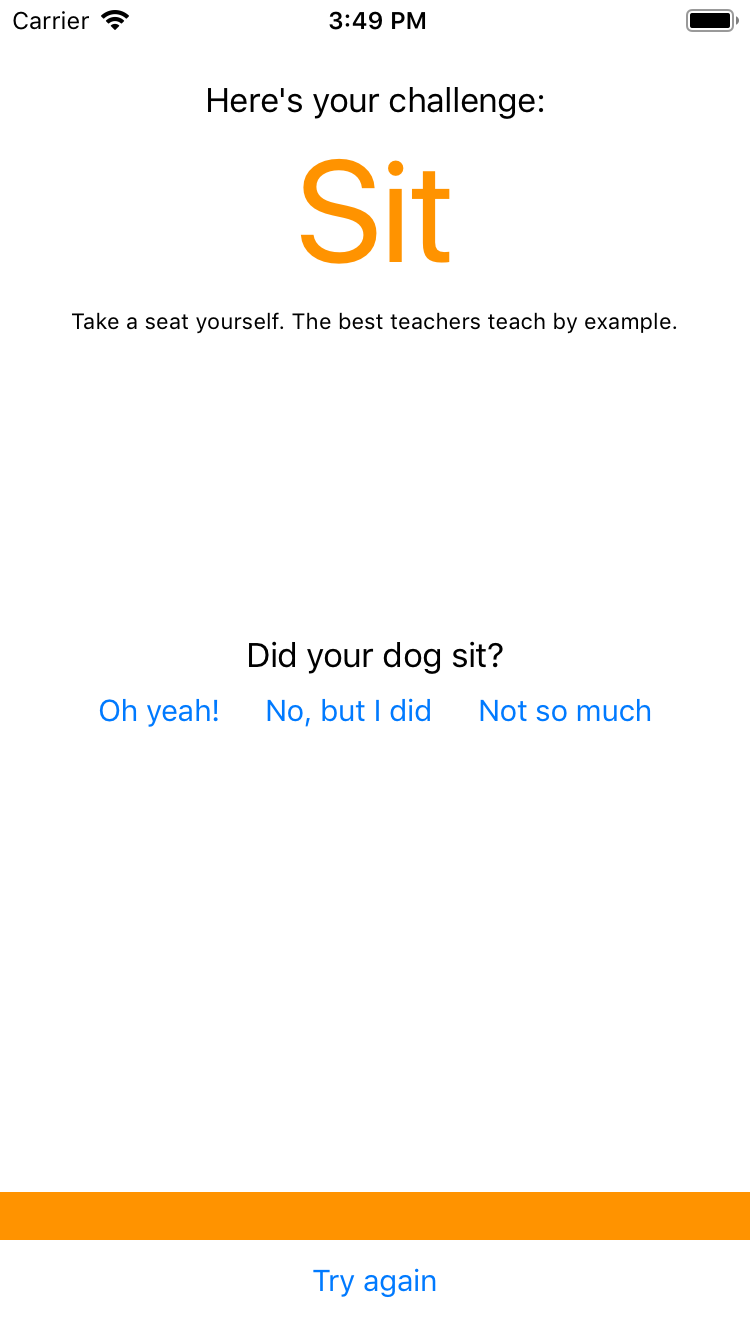 Carrier 3:49 PM
Here's your challenge:
Sit
Take a seat yourself. The best teachers teach by example.
Did your dog sit?
Oh yeah! No, but I did Not so much
Try again